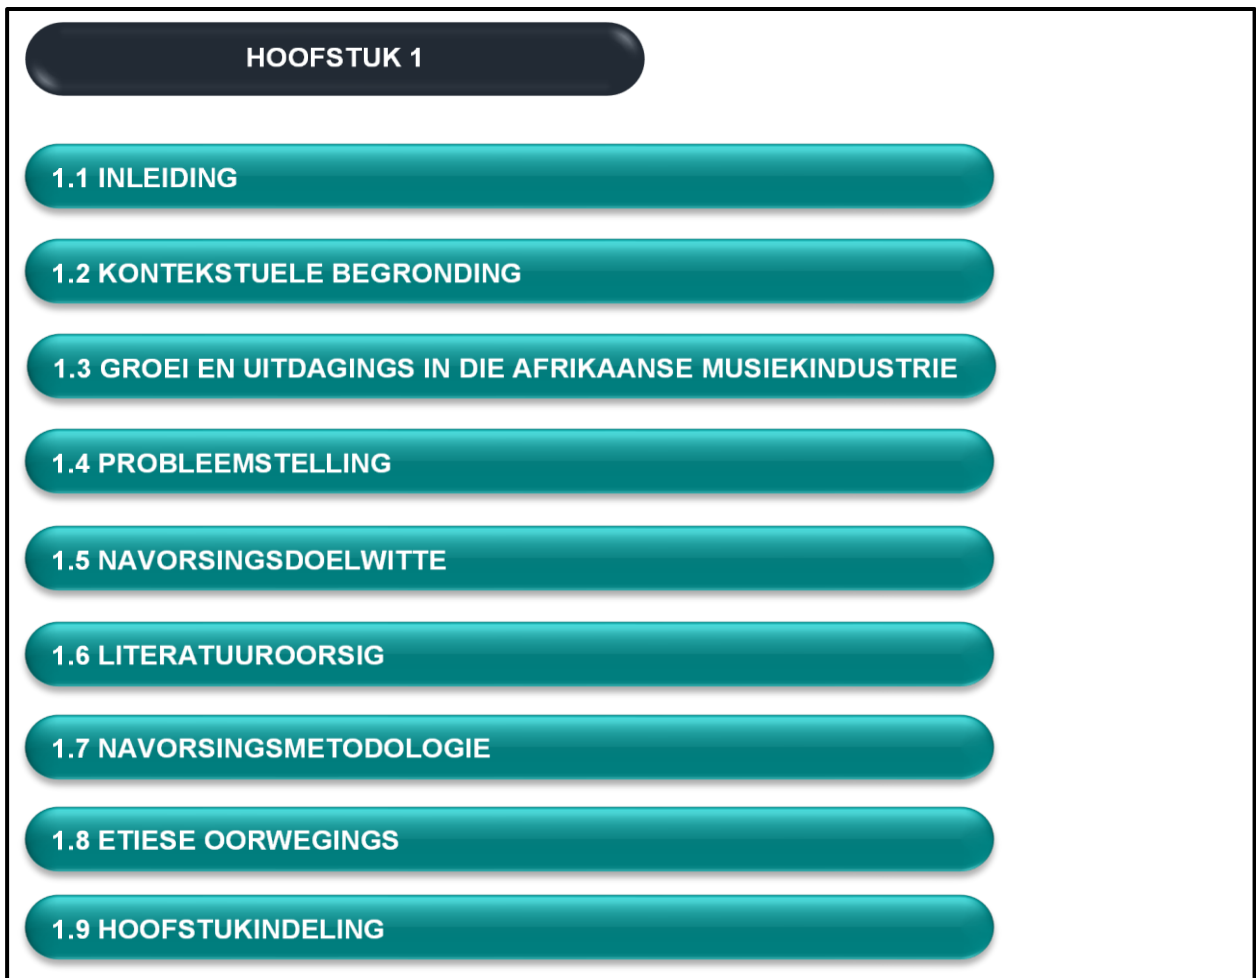 HOOFSTUK 1
1.1 INLEIDING
1.2 KONTEKSTUELE BEGRONDING
1.3 GROEI EN UITDAGINGS IN DIE AFRIKAANSE MUSIEKINDUSTRIE
1.4 PROBLEEMSTELLING
1.5 NAVORSINGSDOELWITTE
1.6 LITERATUUROORSIG
1.7 NAVORSINGSMETODOLOGIE
1.8 ETIESE OORWEGINGS
1.9 HOOFSTUKINDELING